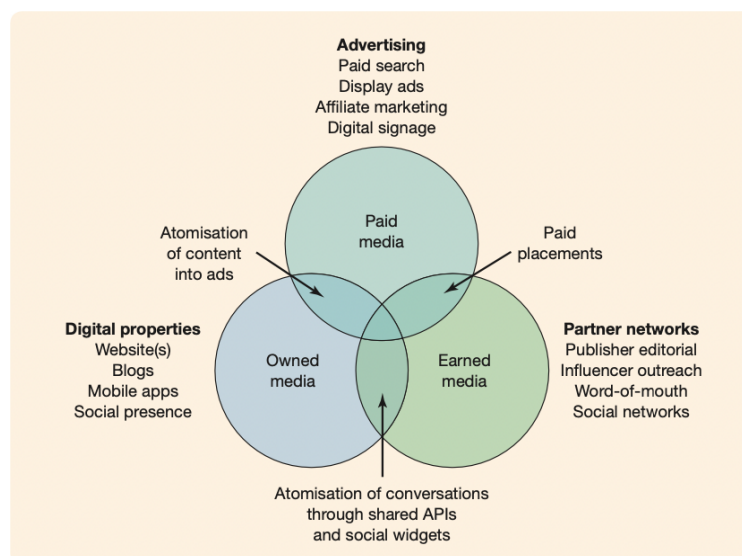 Advertising
Paid search
Display ads
Affiliate marketing
Digital signage
Paid
media
Atomisation
of content
into ads
Paid
placements
Digital properties
Website(s)
Blogs
Mobile apps
Social presence
Owned
media
Earned
media
Partner networks
Publisher editorial
Influencer outreach
Word-of-mouth
Social networks
Atomisation of conversations
through shared APIs
and social widgets